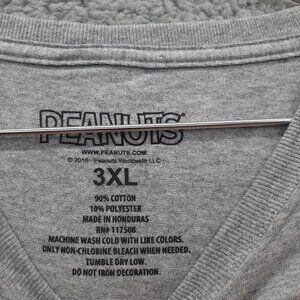 PEANUTS
WWW.PEANUTS.COM
© 2019 Peanuts Worldwide LLC
3XL
90% COTTON
10% POLYESTER
MADE IN HONDURAS
RN# 117508
MACHINE WASH COLD WITH LIKE COLORS.
ONLY NON-CHLORINE BLEACH WHEN NEEDED.
TUMBLE DRY LOW.
DO NOT IRON DECORATION.